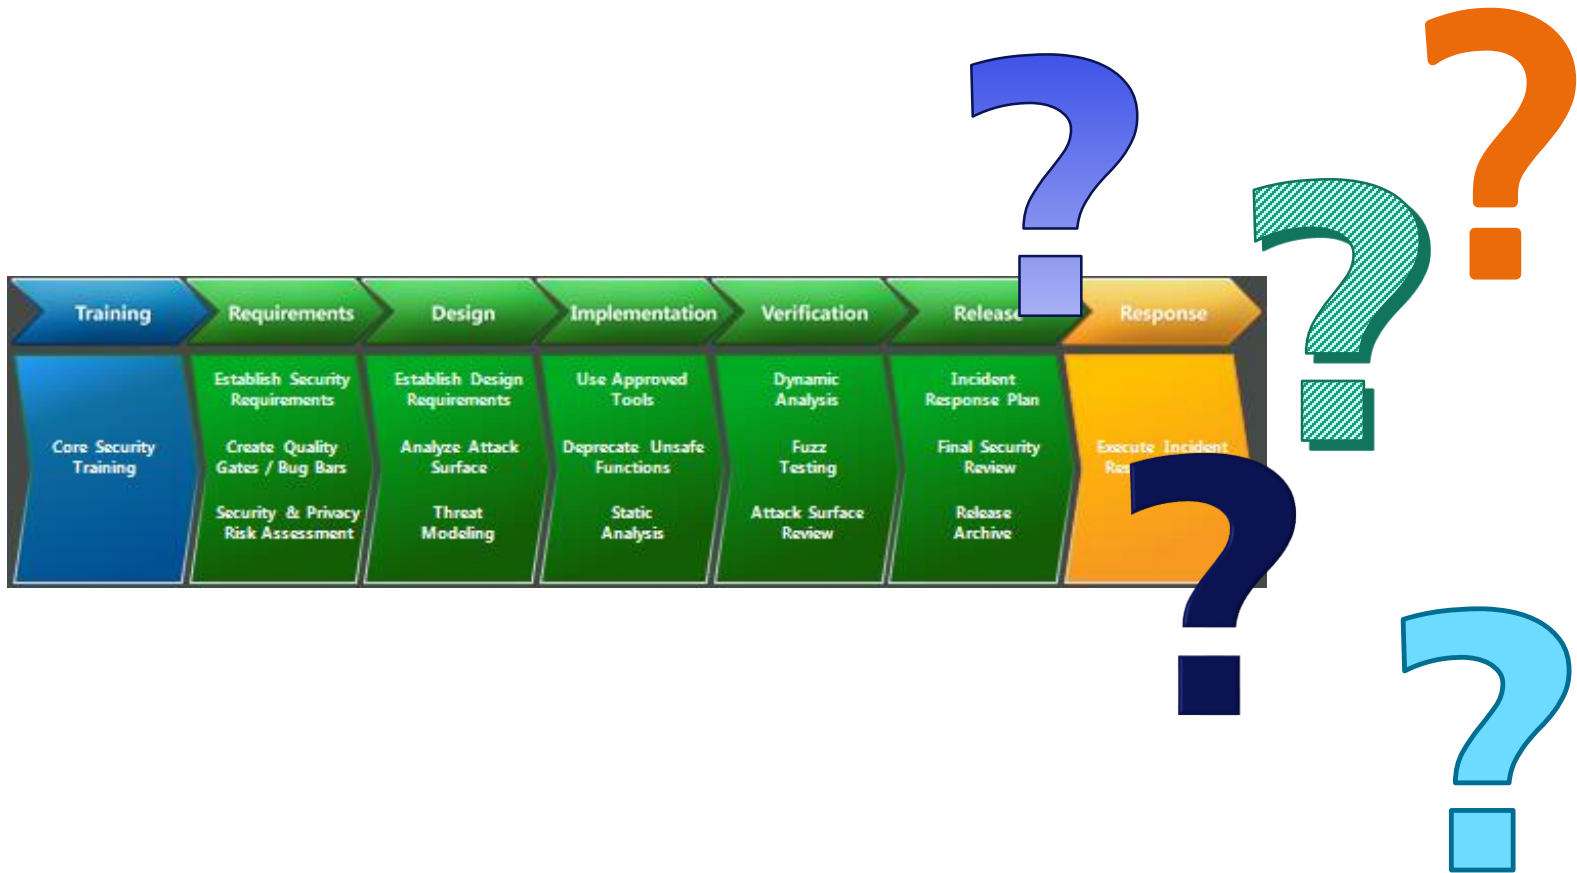 ?
?
?
Training
Requirements
Design
Implementation
Verification
Release
Response
Core Security
Training
Establish Security
Requirements
Create Quality
Gates / Bug Bars
Security & Privacy
Risk Assessment
Establish Design
Requirements
Analyze Attack
Surface
Threat
Modeling
Use Approved
Tools
Deprecate Unsafe
Functions
Static
Analysis
Dynamic
Analysis
Fuzz
Testing
Attack Surface
Review
Incident
Response Plan
Final Security
Review
Release
Archive
Execute Incident
?
?